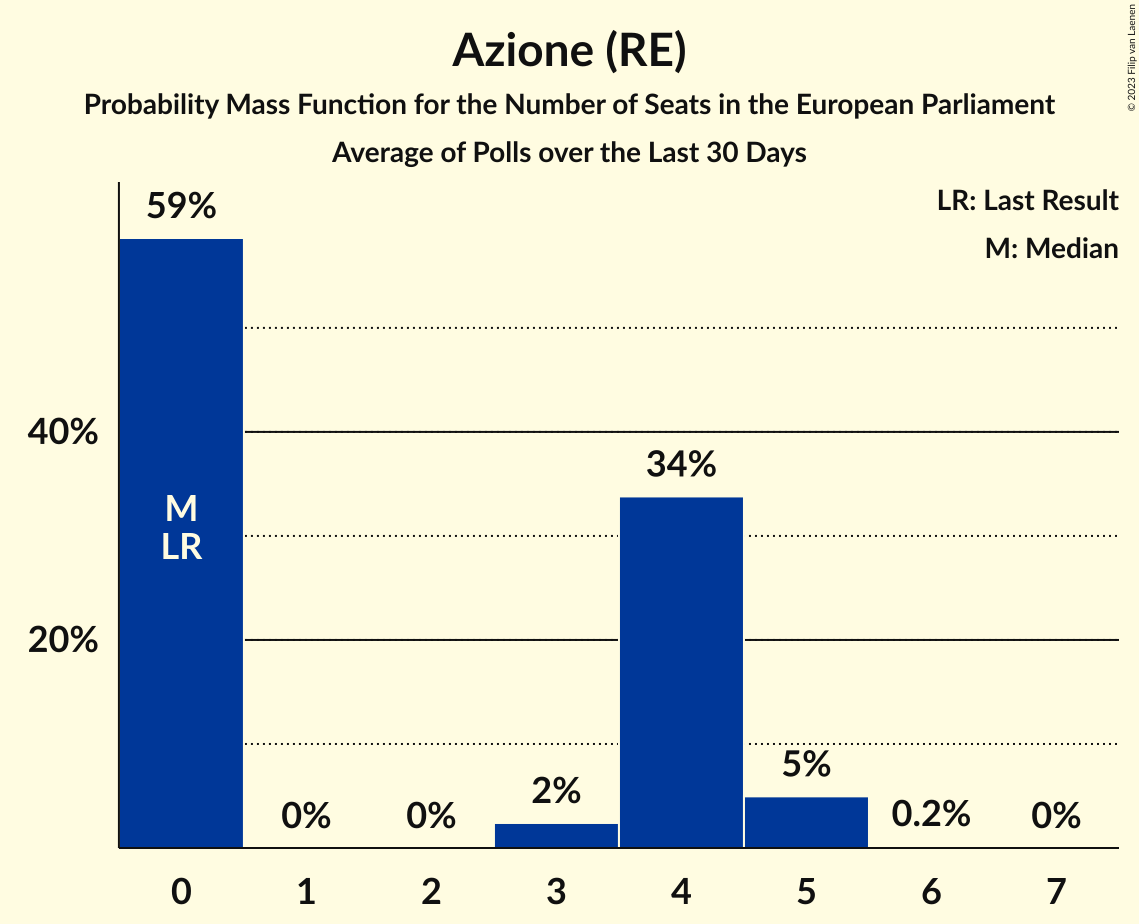 Azione (RE)
Probability Mass Function for the Number of Seats in the European Parliament
Average of Polls over the Last 30 Days
© 2023 Filip van Laenen
LR: Last Result
M: Median
59%
40%
34%
M
LR
20%
5%
2%
0%
0%
0.2%
0%
0 1 2 3 4 5 6 7